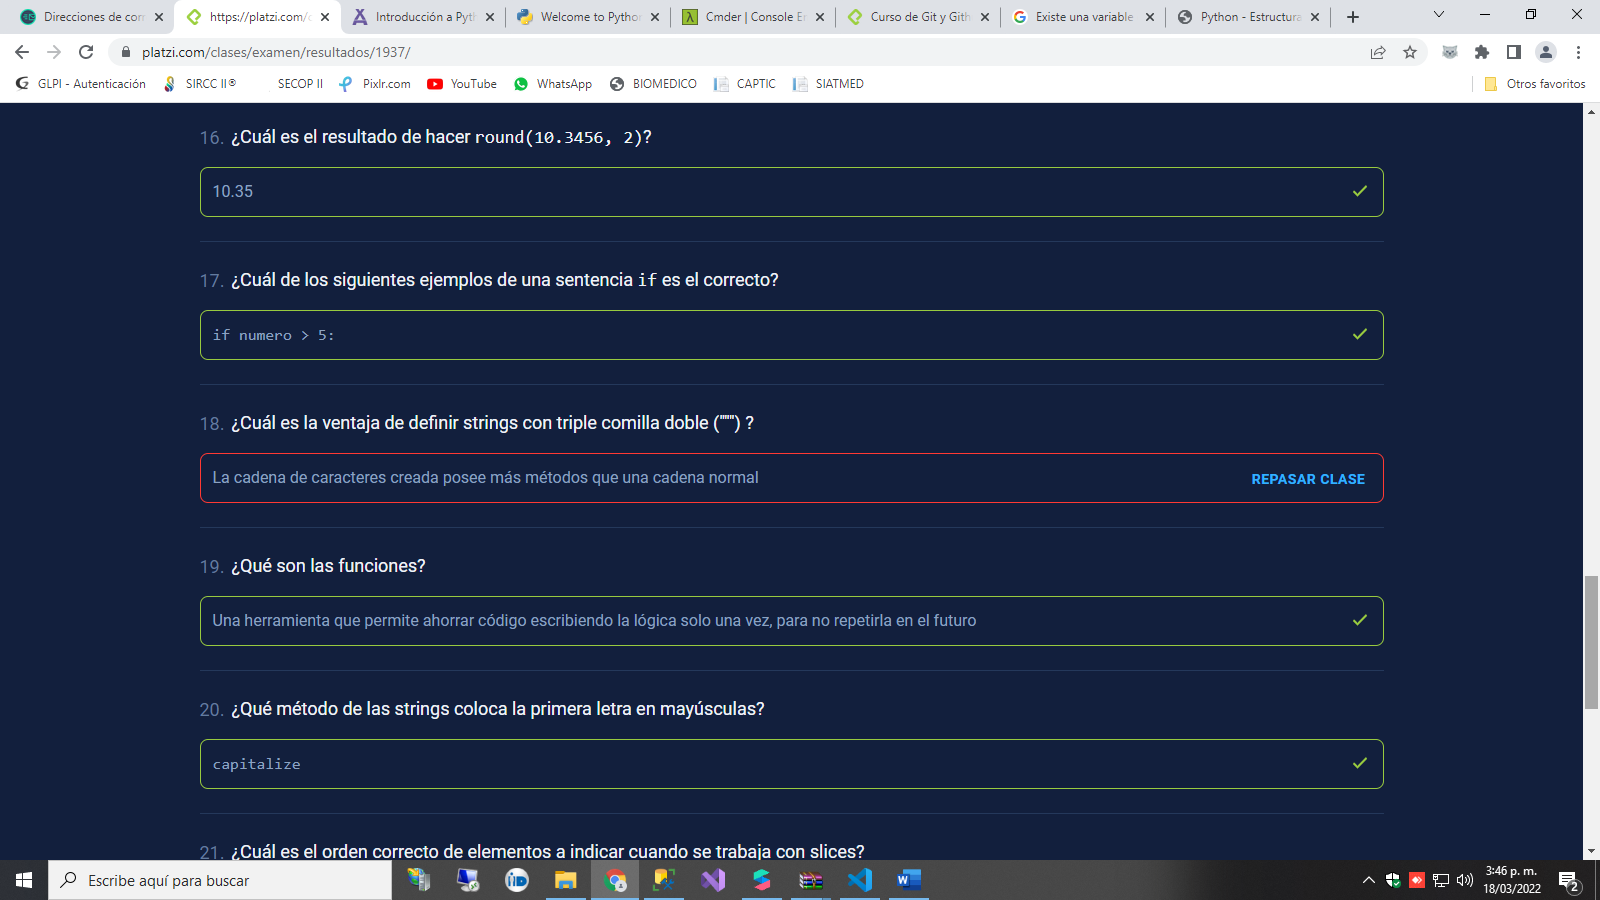 Direcciones de com
https://platzi.com/c
Introducción a Pyth
Welcome to Python
Cmder | Console Em
Curso de Git y Gith
Existe una variable
Python - Estructura
platzi.com/clases/examen/resultados/1937/
GLPI - Autenticación
SIRCC II®
SECOP II
Pixlr.com
YouTube
WhatsApp
BIOMEDICO
CAPTIC
SIATMED
Otros favoritos
16. ¿Cuál es el resultado de hacer round(10.3456, 2)?
10.35
17. ¿Cuál de los siguientes ejemplos de una sentencia if es el correcto?
if numero > 5:
18. ¿Cuál es la ventaja de definir strings con triple comilla doble (""") ?
La cadena de caracteres creada posee más métodos que una cadena normal
REPASAR CLASE
19. ¿Qué son las funciones?
Una herramienta que permite ahorrar código escribiendo la lógica solo una vez, para no repetirla en el futuro
20. ¿Qué método de las strings coloca la primera letra en mayúsculas?
capitalize
21. ¿Cuál es el orden correcto de elementos a indicar cuando se trabaja con slices?
Escribe aquí para buscar
3:46 p. m.
18/03/2022
2